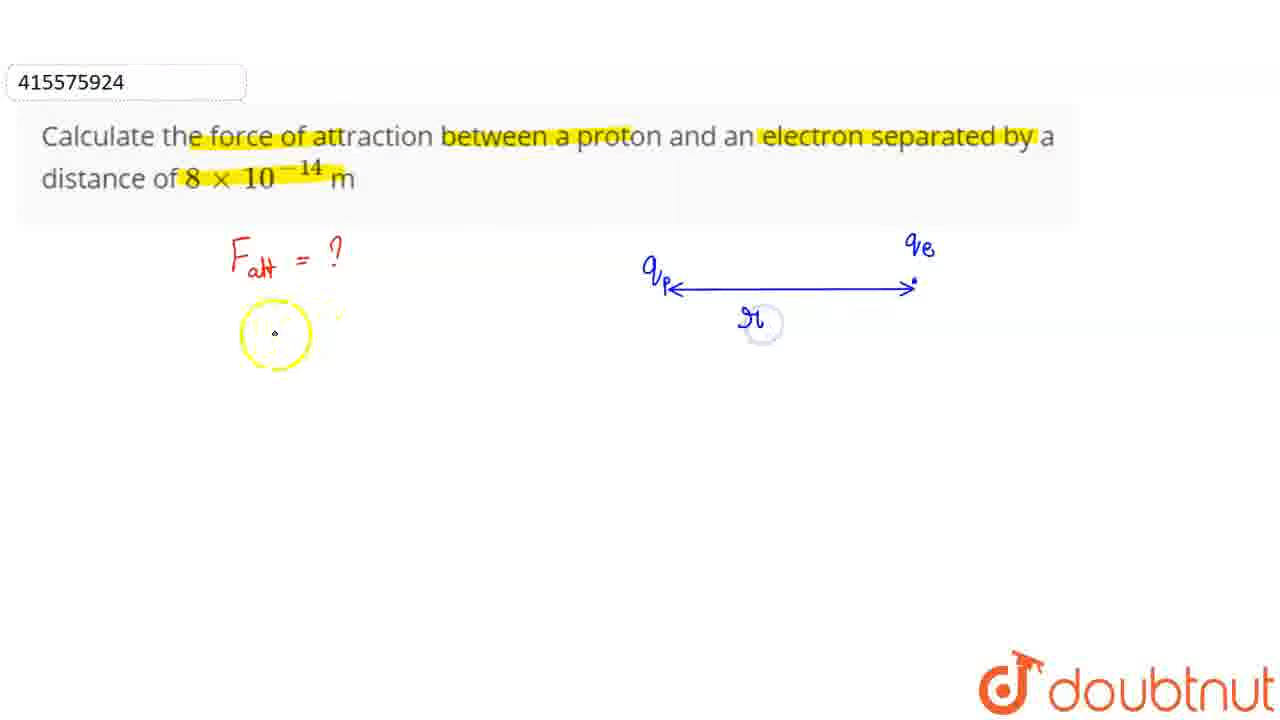 415575924
Calculate the force of attraction between a proton and an electron separated by a
distance of 8 × 10⁻¹⁴ m
F_att = ?
q_p
q_e
r
doubtnut